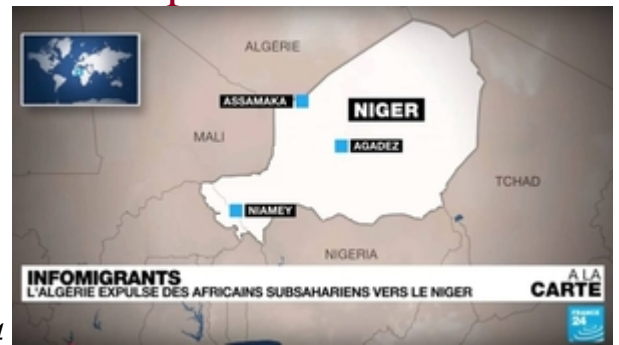 ALGÉRIE
ASSAMAKA
NIGER
MALI
AGADEZ
TCHAD
NIAMEY
NIGERIA
INFOMIGRANTS
L'ALGÉRIE EXPULSE DES AFRICAINS SUBSAHARIENS VERS LE NIGER
A LA
CARTE
FRANCE
24